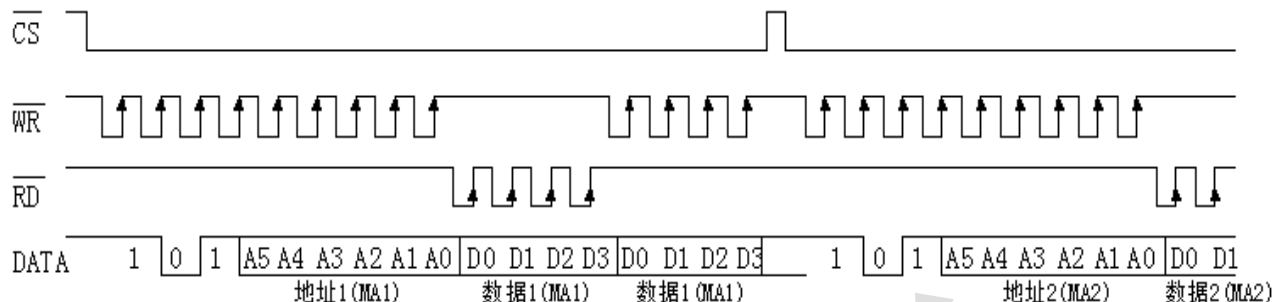 CS
WR
RD
DATA 1 0 1 A5 A4 A3 A2 A1 A0 D0 D1 D2 D3 D0 D1 D2 D3 1 0 1 A5 A4 A3 A2 A1 A0 D0 D1
地址1(MA1) 数据1(MA1) 数据1(MA1) 地址2(MA2) 数据2(MA2)